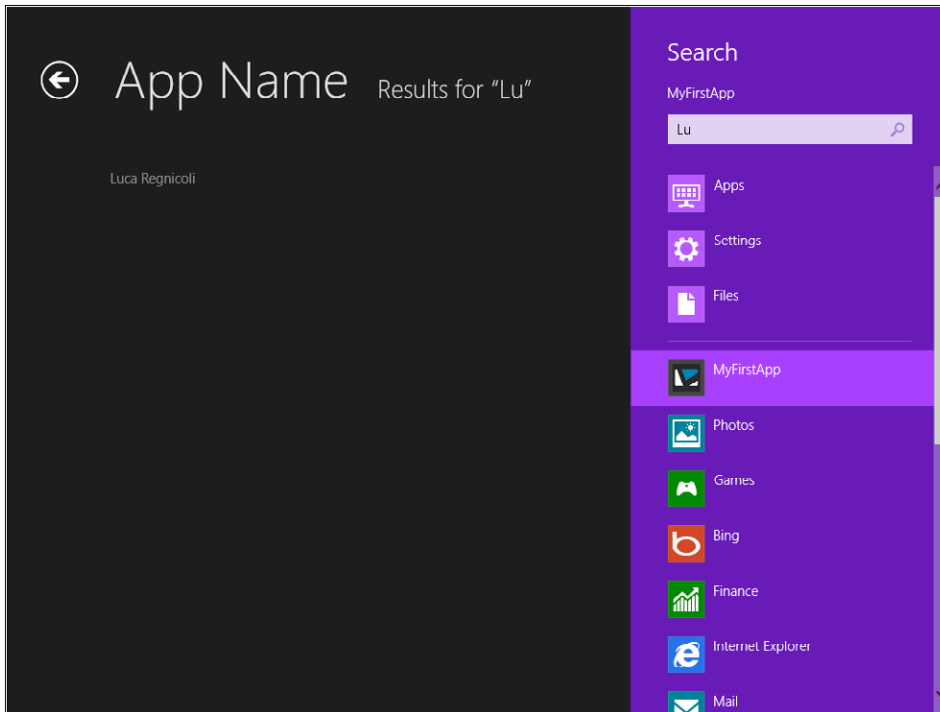 App Name Results for “Lu”
Luca Regnicoli
Search
MyFirstApp
Lu
Apps
Settings
Files
MyFirstApp
Photos
Games
Bing
Finance
Internet Explorer
Mail